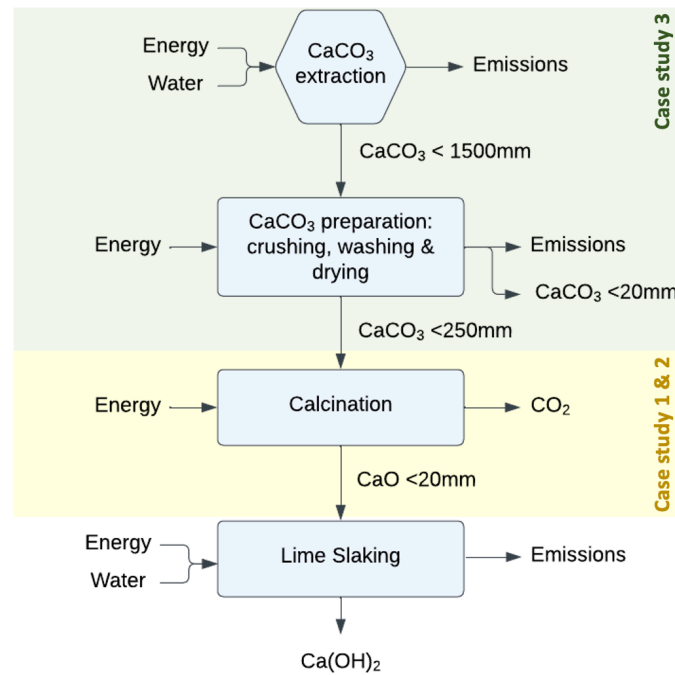 Case study 3
Energy
Water
CaCO₃
extraction
Emissions
CaCO₃ < 1500mm
Energy
CaCO₃ preparation:
crushing, washing &
drying
Emissions
CaCO₃ <20mm
CaCO₃ <250mm
Case study 1 & 2
Energy
Calcination
CO₂
CaO <20mm
Energy
Water
Lime Slaking
Emissions
Ca(OH)₂